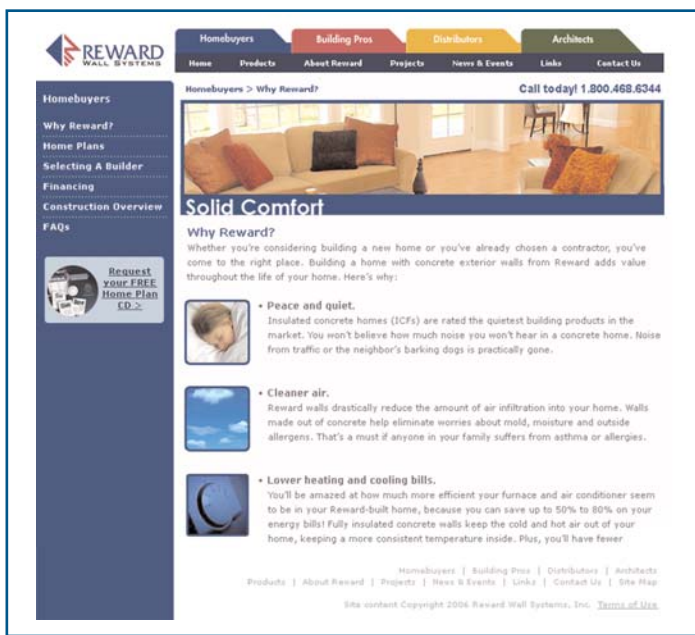 REWARD
WALL SYSTEMS
Homebuyers
Building Pros
Distributors
Architects
Home
Products
About Reward
Projects
News & Events
Links
Contact Us
Homebuyers
Why Reward?
Home Plans
Selecting A Builder
Financing
Construction Overview
FAQs
Request
your FREE
Home Plan
CD >
Homebuyers > Why Reward?
Call today! 1.800.468.6344
Solid Comfort
Why Reward?
Whether you're considering building a new home or you've already chosen a contractor, you've
come to the right place. Building a home with concrete exterior walls from Reward adds value
throughout the life of your home. Here's why:
• Peace and quiet.
Insulated concrete homes (ICFs) are rated the quietest building products in the
market. You won't believe how much noise you won't hear in a concrete home. Noise
from traffic or the neighbor's barking dogs is practically gone.
• Cleaner air.
Reward walls drastically reduce the amount of air infiltration into your home. Walls
made out of concrete help eliminate worries about mold, moisture and outside
allergens. That's a must if anyone in your family suffers from asthma or allergies.
• Lower heating and cooling bills.
You'll be amazed at how much more efficient your furnace and air conditioner seem
to be in your Reward-built home, because you can save up to 50% to 80% on your
energy bills! Fully insulated concrete walls keep the cold and hot air out of your
home, keeping a more consistent temperature inside. Plus, you'll have fewer
Homebuyers | Building Pros | Distributors | Architects
Products | About Reward | Projects | News & Events | Links | Contact Us | Site Map
Site content Copyright 2006 Reward Wall Systems, Inc. Terms of Use